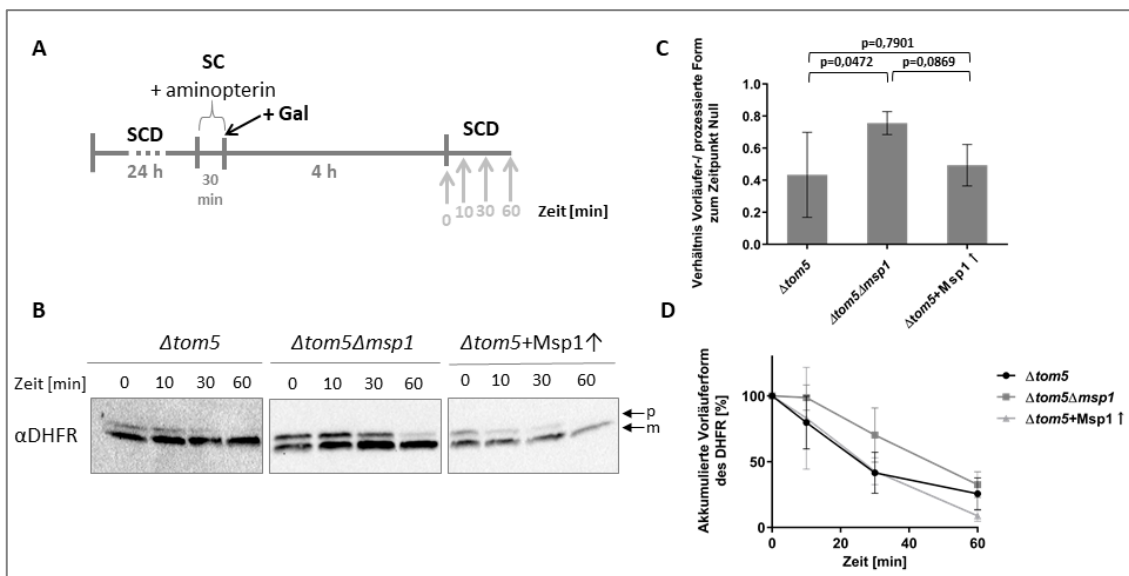 A
SC
+ aminopterin
+ Gal
SCD
SCD
24 h
30
min
4 h
0 10 30 60
Zeit [min]
B
Δtom5
Δtom5Δmsp1
Δtom5+Msp1↑
Zeit [min]
0 10 30 60
0 10 30 60
0 10 30 60
αDHFR
p
m
C
p=0,7901
p=0,0472
p=0,0869
Verhältnis Vorläufer-/ prozessierte Form
zum Zeitpunkt Null
1.0
0.8
0.6
0.4
0.2
0.0
Δtom5
Δtom5Δmsp1
Δtom5+Msp1↑
D
Akkumulierte Vorläuferform
des DHFR [%]
100
50
0
0 20 40 60
Zeit [min]
Δtom5
Δtom5Δmsp1
Δtom5+Msp1 ↑